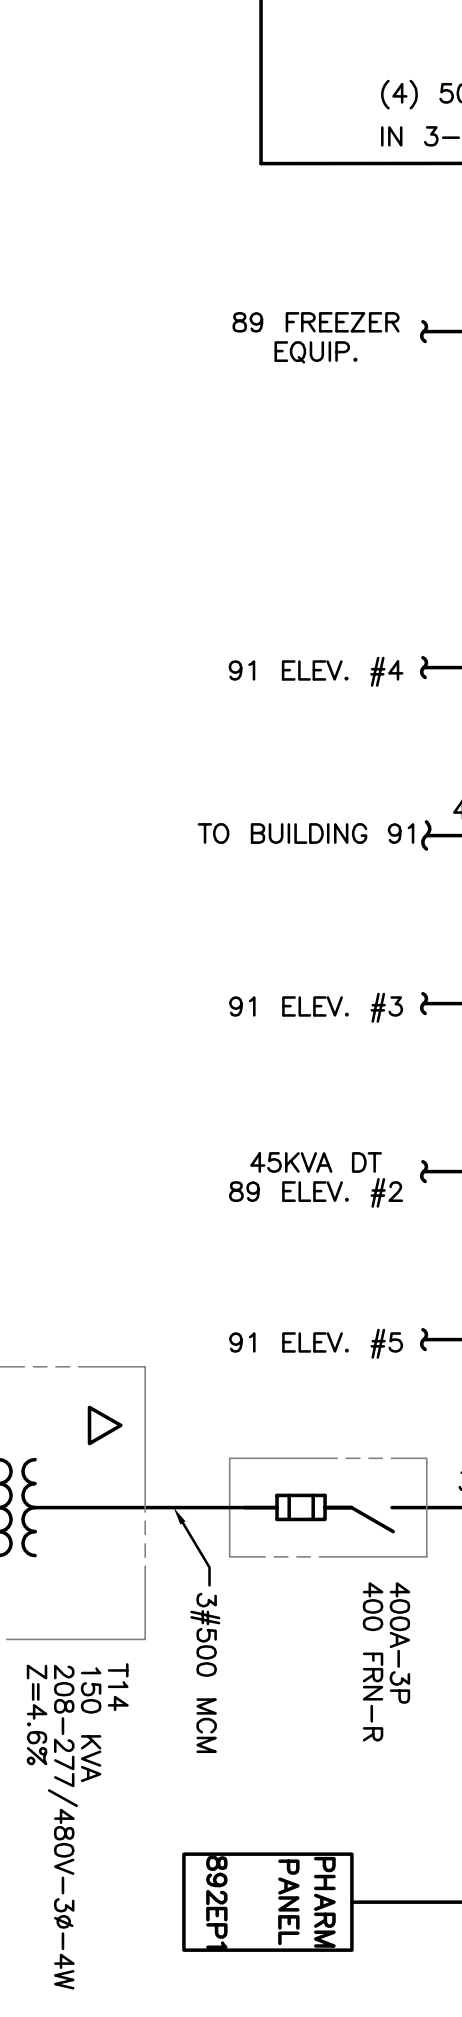 (4)
IN 3-
89 FREEZER
EQUIP.
91 ELEV. #4
TO BUILDING 91
91 ELEV. #3
45KVA DT
89 ELEV. #2
91 ELEV. #5
400A-3P
400 FRN-R
3#500 MCM
T14
150 KVA
208-277/480V-3ø-4W
Z=4.6%
PHARM
PANEL
892EP1